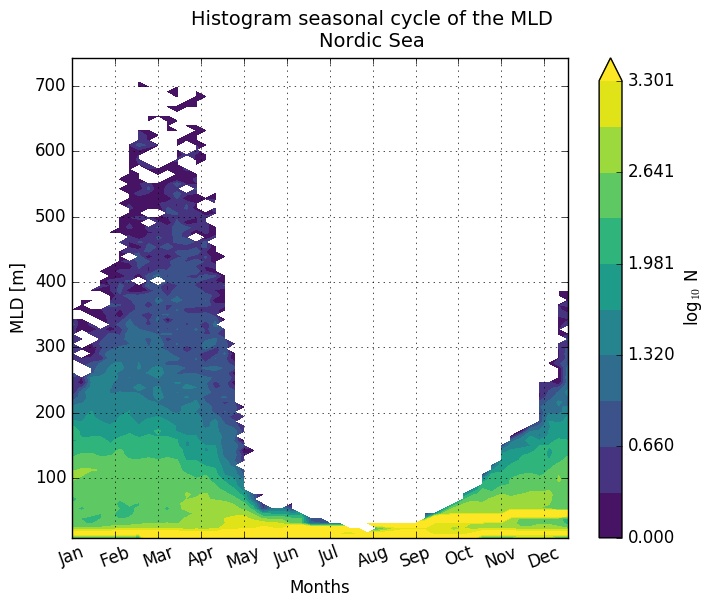 Histogram seasonal cycle of the MLD
Nordic Sea
700
600
500
400
300
200
100
MLD [m]
Jan Feb Mar Apr May Jun Jul Aug Sep Oct Nov Dec
Months
3.301
2.641
1.981
1.320
0.660
0.000
log₁₀ N